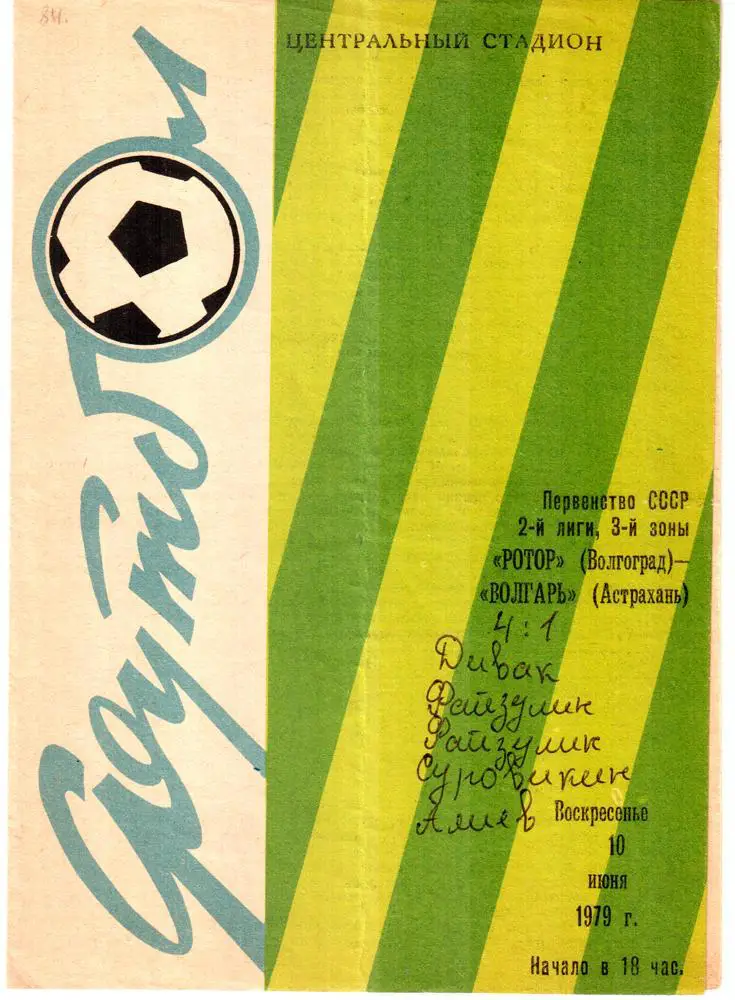 84.
ЦЕНТРАЛЬНЫЙ СТАДИОН
Футбол
Первенство СССР
2-й лиги, 3-й зоны
«РОТОР» (Волгоград)—
«ВОЛГАРЬ» (Астрахань)
4:1
Дивак
Файзулин
Файзулин
Суровикин
Алиев
Воскресенье
10
июня
1979 г.
Начало в 18 час.